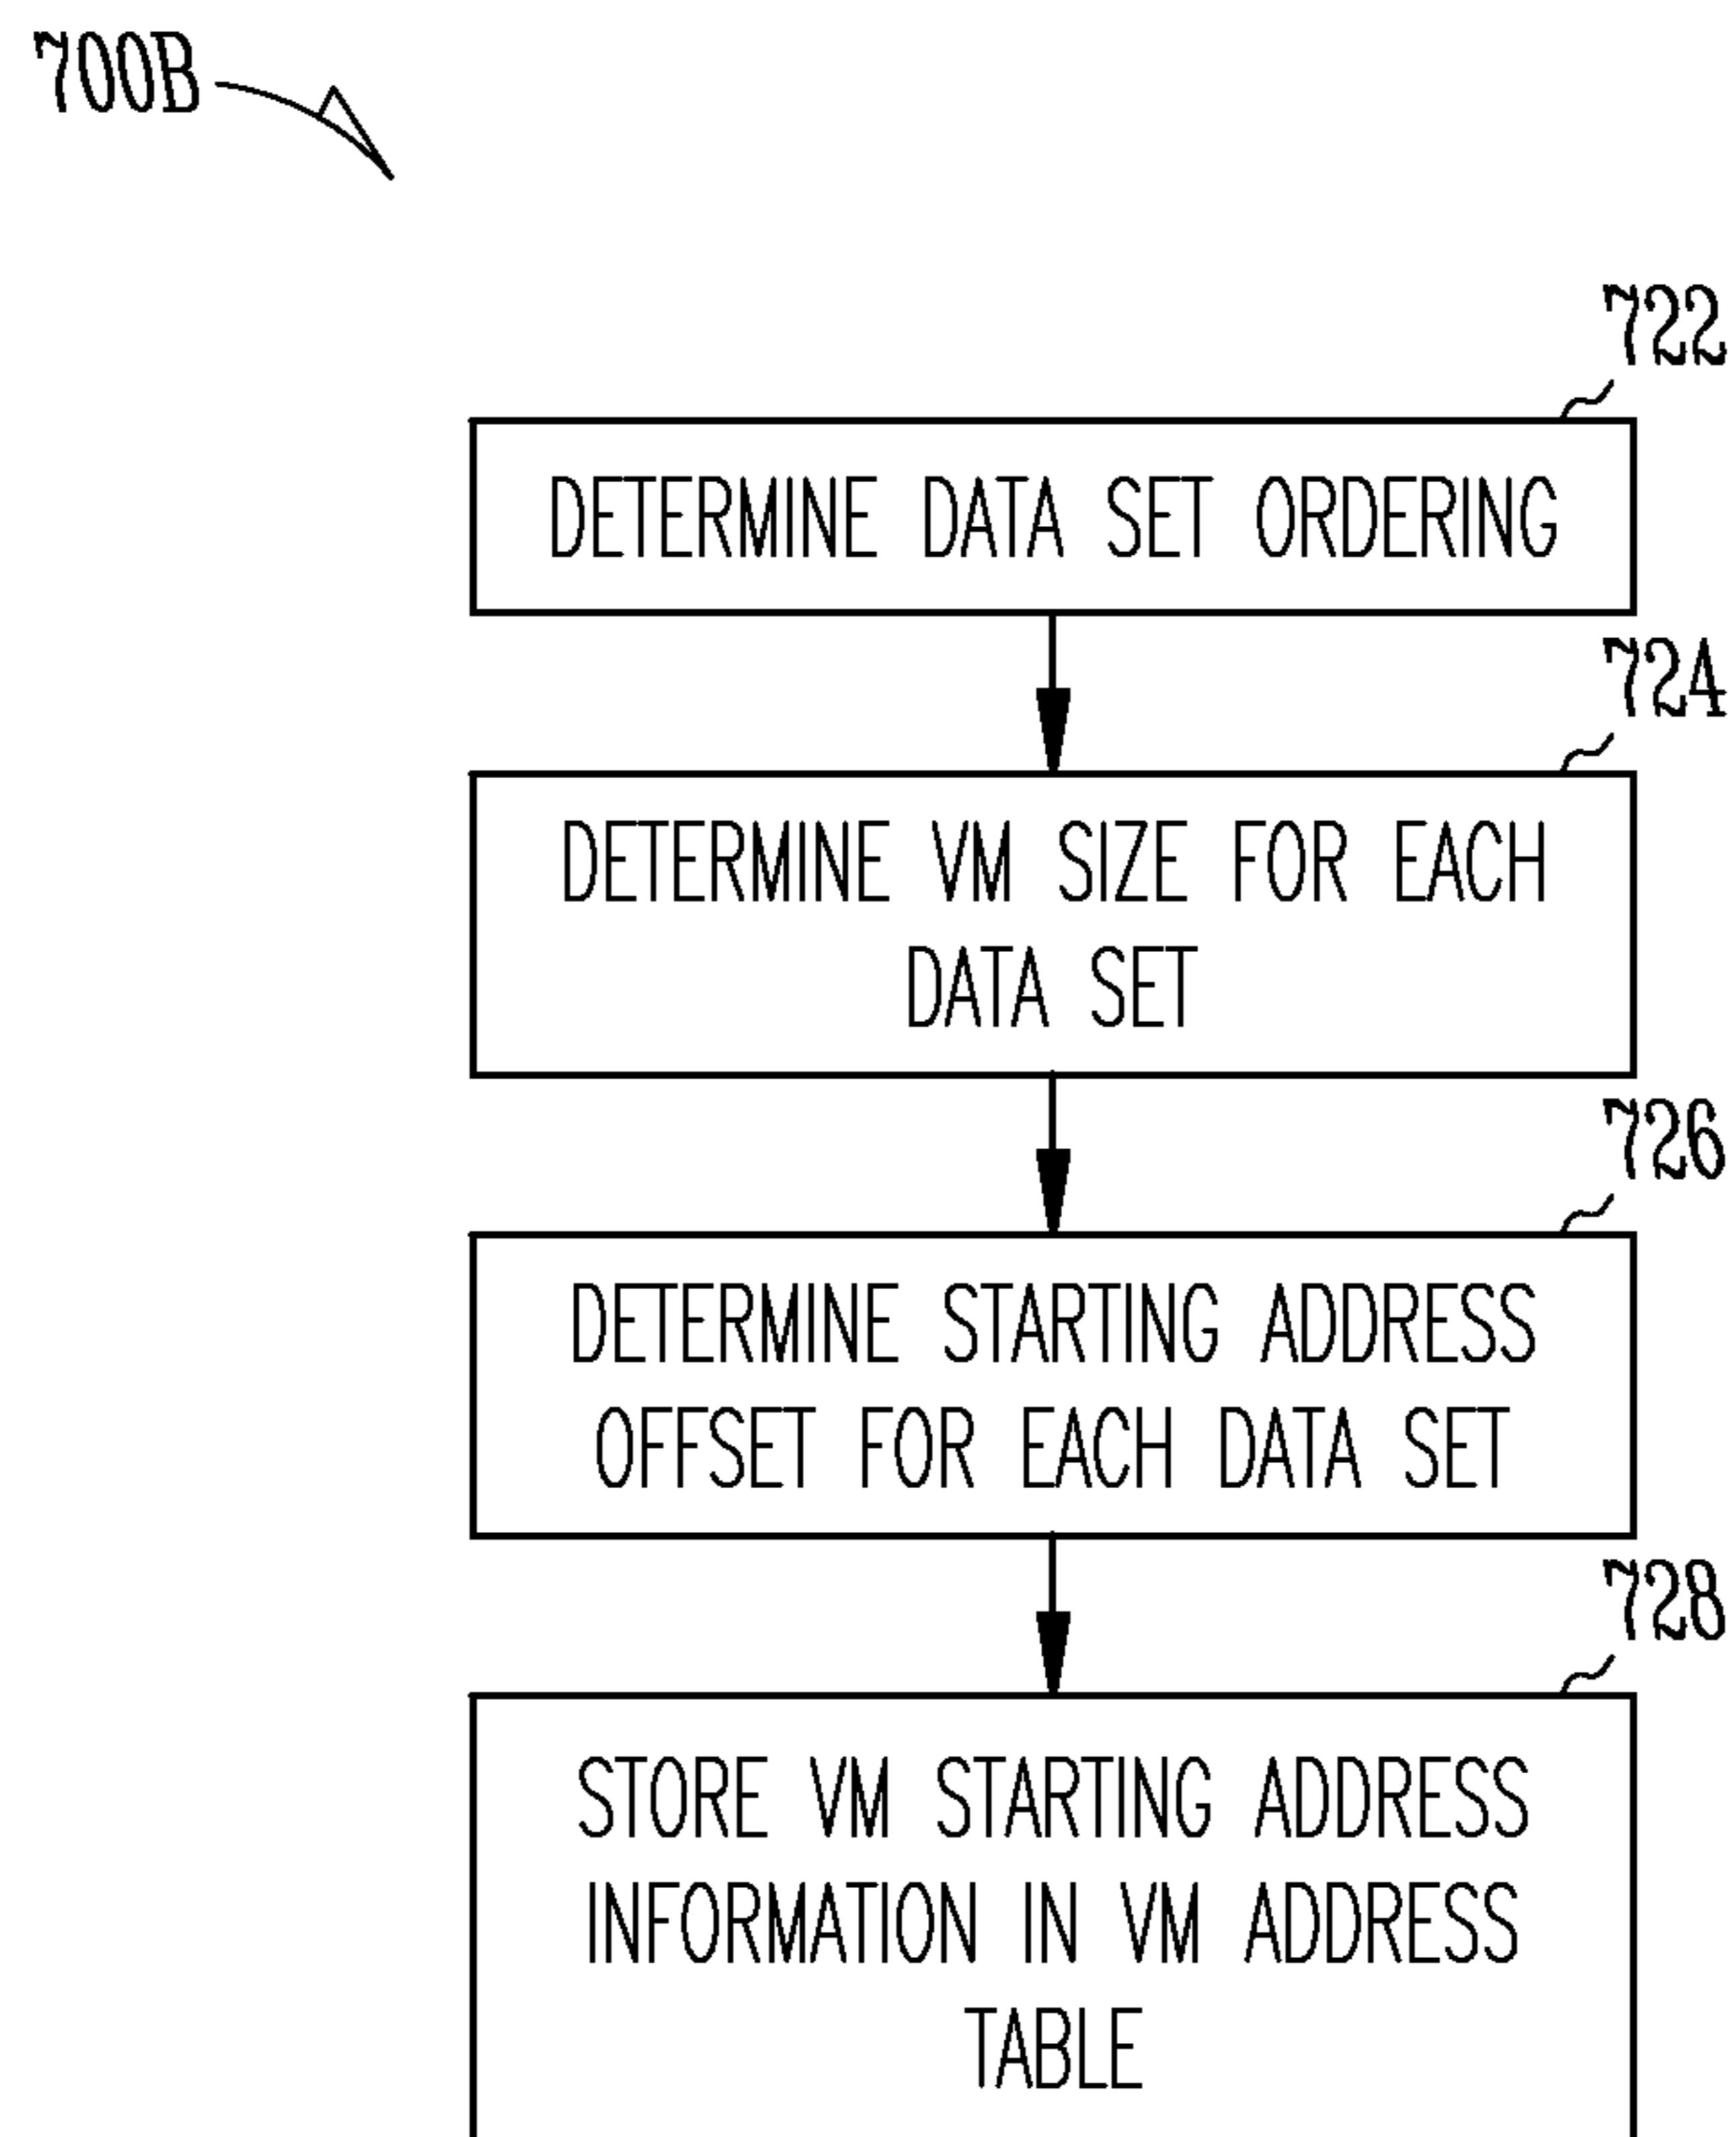 700B
722
DETERMINE DATA SET ORDERING
724
DETERMINE VM SIZE FOR EACH
DATA SET
726
DETERMINE STARTING ADDRESS
OFFSET FOR EACH DATA SET
728
STORE VM STARTING ADDRESS
INFORMATION IN VM ADDRESS
TABLE